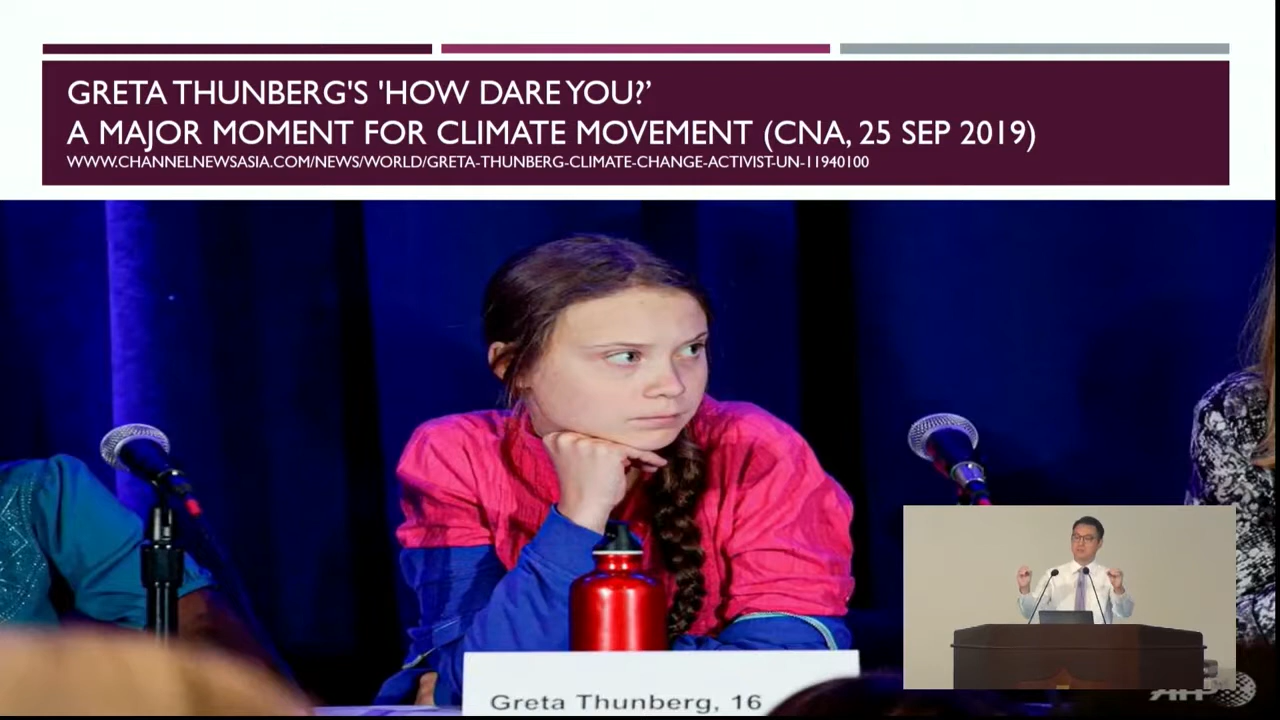 GRETA THUNBERG'S 'HOW DARE YOU?’
A MAJOR MOMENT FOR CLIMATE MOVEMENT (CNA, 25 SEP 2019)
WWW.CHANNELNEWSASIA.COM/NEWS/WORLD/GRETA-THUNBERG-CLIMATE-CHANGE-ACTIVIST-UN-11940100
Greta Thunberg, 16